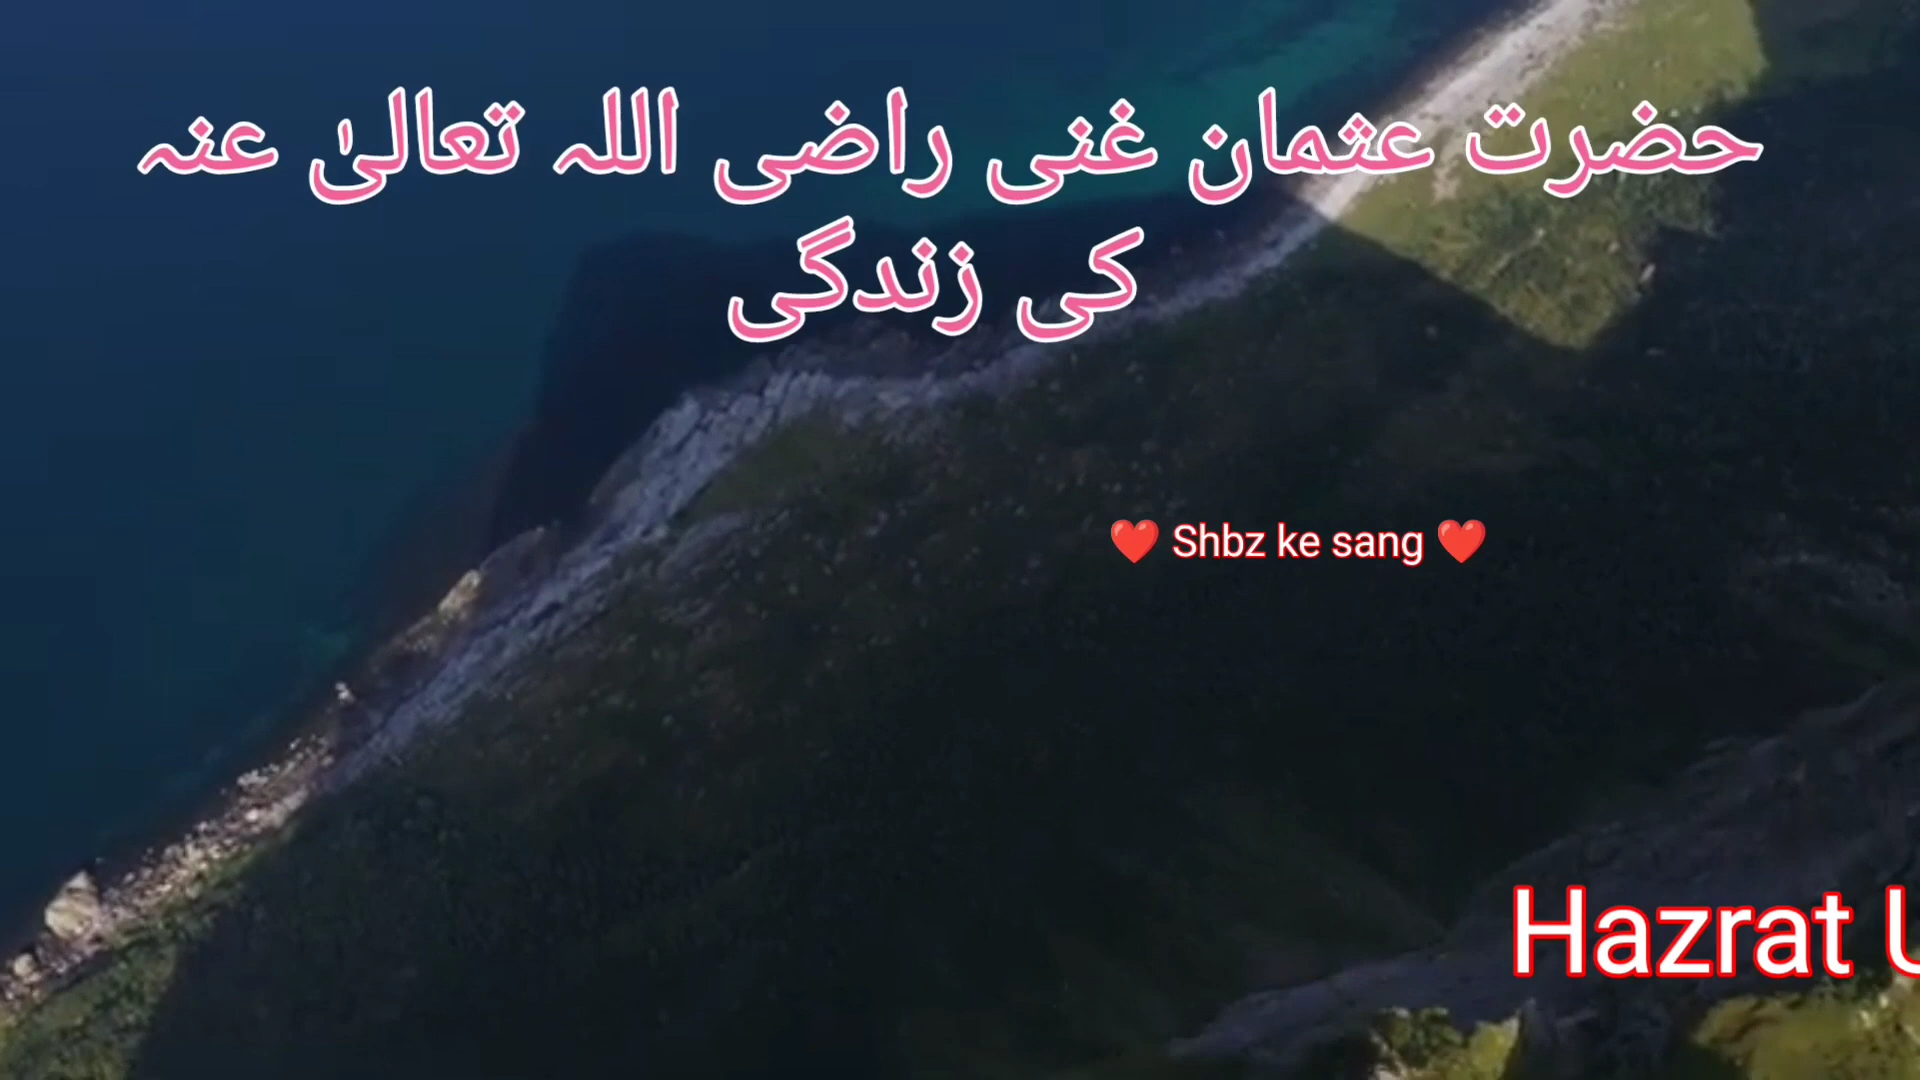 حضرت عثمان غنی راضی اللہ تعالیٰ عنہ
کی زندگی
❤️ Shbz ke sang ❤️
Hazrat U